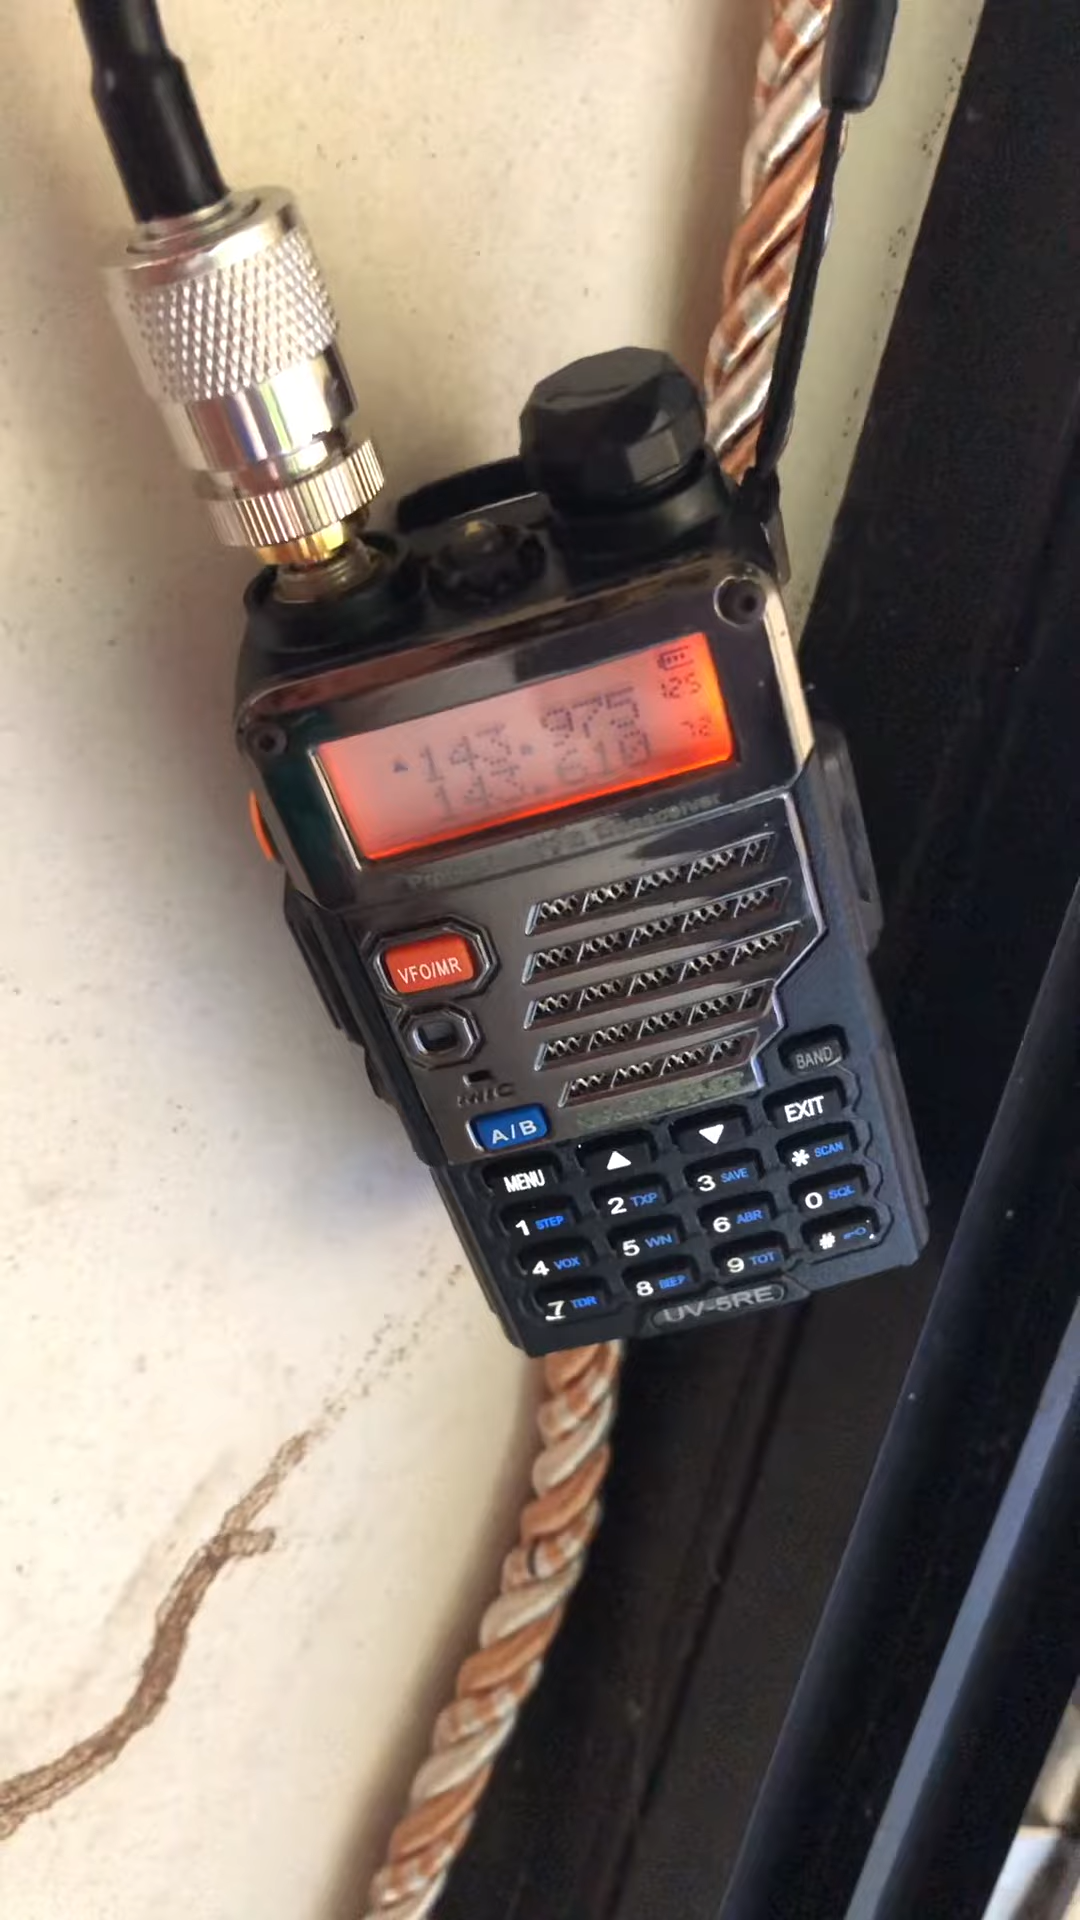 125
▲143.975
143.610
72
VFO/MR
MIC
A/B
BAND
EXIT
MENU ▲ ▼ * SCAN
1 STEP 2 TXP 3 SAVE 0 SQL
4 VOX 5 WN 6 ABR #
7 TDR 8 BEEP 9 TOT
UV-5RE